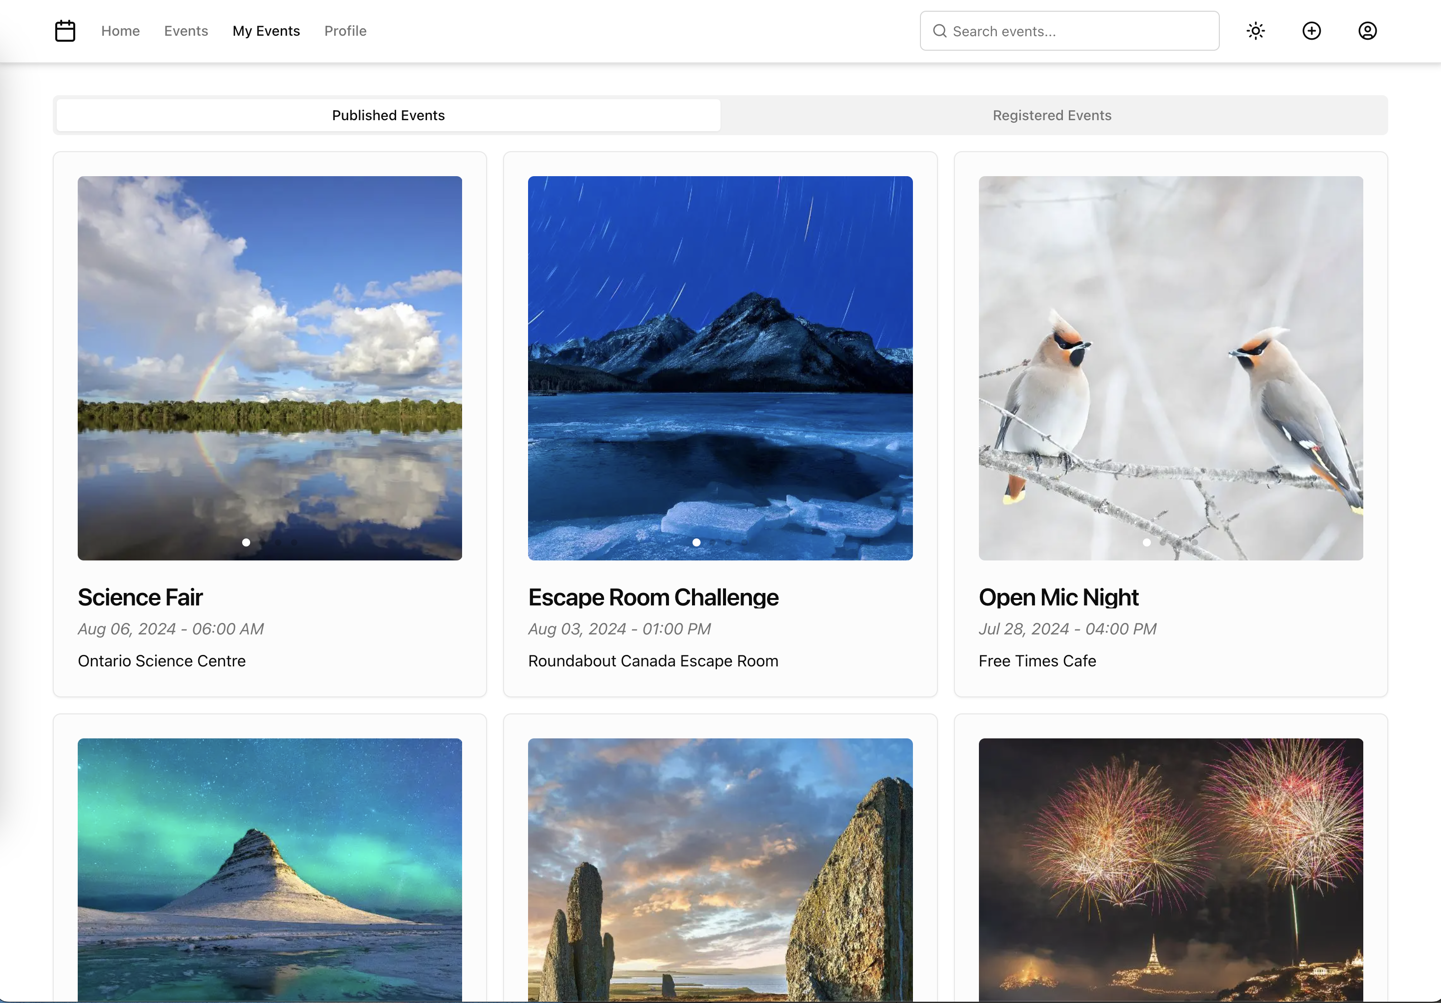 Home Events My Events Profile Search events...
Published Events Registered Events
Science Fair
Aug 06, 2024 - 06:00 AM
Ontario Science Centre
Escape Room Challenge
Aug 03, 2024 - 01:00 PM
Roundabout Canada Escape Room
Open Mic Night
Jul 28, 2024 - 04:00 PM
Free Times Cafe